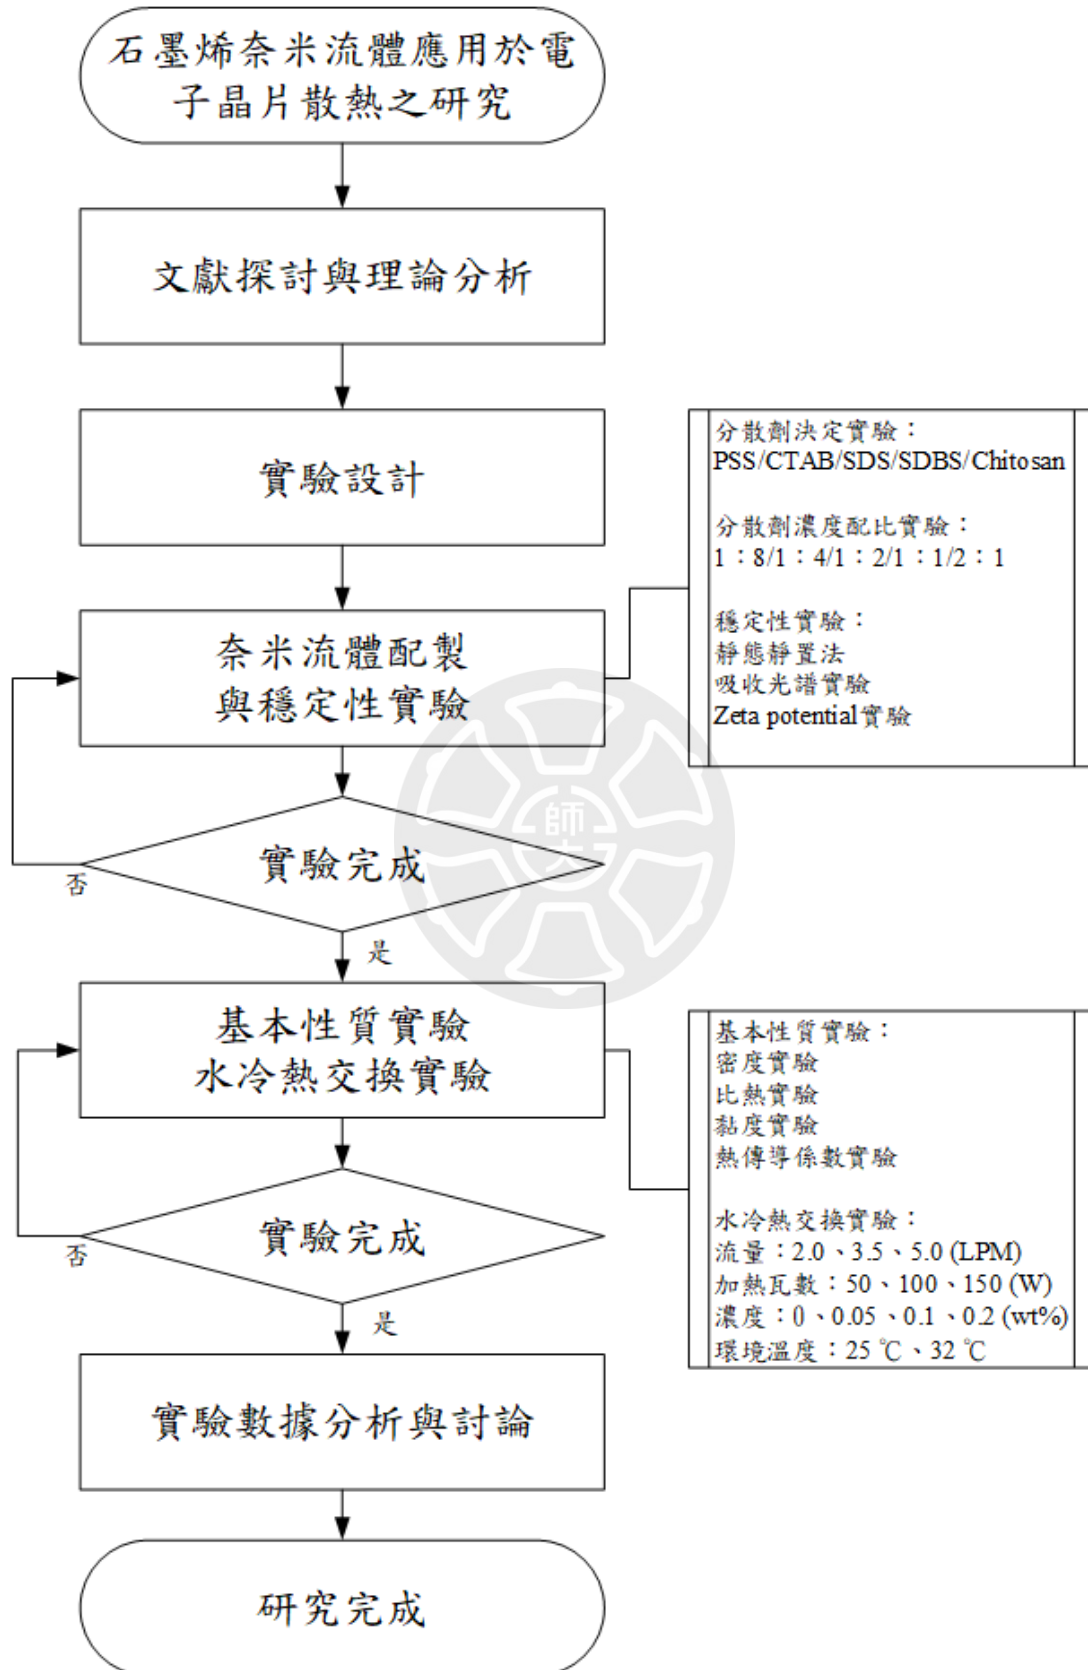 石墨烯奈米流體應用於電
子晶片散熱之研究
文獻探討與理論分析
實驗設計
分散劑決定實驗：
PSS/CTAB/SDS/SDBS/Chitosan
分散劑濃度配比實驗：
1：8/1：4/1：2/1：1/2：1
穩定性實驗：
靜態靜置法
吸收光譜實驗
Zeta potential實驗
奈米流體配製
與穩定性實驗
師大
實驗完成
否
是
基本性質實驗
水冷熱交換實驗
基本性質實驗：
密度實驗
比熱實驗
黏度實驗
熱傳導係數實驗
水冷熱交換實驗：
流量：2.0、3.5、5.0 (LPM)
加熱瓦數：50、100、150 (W)
濃度：0、0.05、0.1、0.2 (wt%)
環境溫度：25 ℃、32 ℃
實驗完成
否
是
實驗數據分析與討論
研究完成